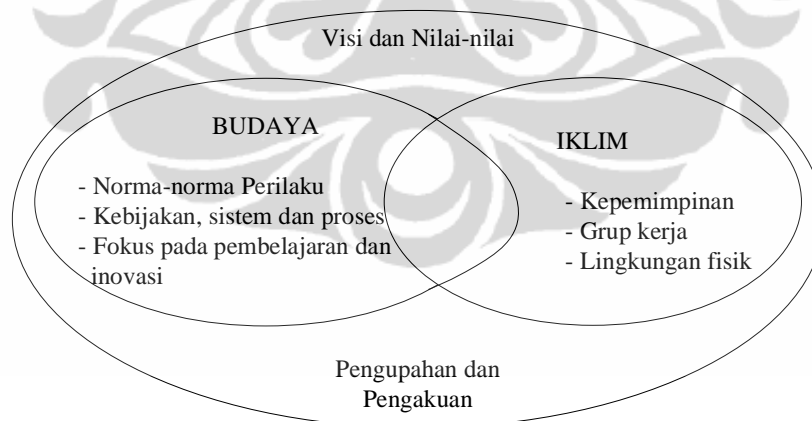 Visi dan Nilai-nilai
BUDAYA
- Norma-norma Perilaku
- Kebijakan, sistem dan proses
- Fokus pada pembelajaran dan
inovasi
IKLIM
- Kepemimpinan
- Grup kerja
- Lingkungan fisik
Pengupahan dan
Pengakuan